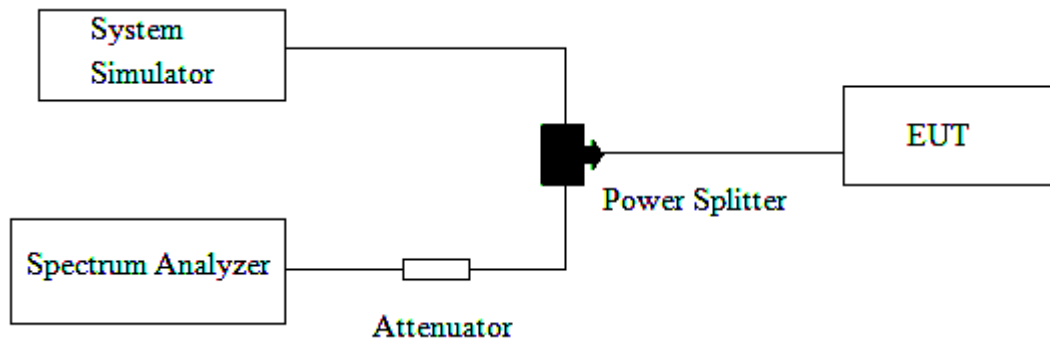 System
Simulator
EUT
Power Splitter
Spectrum Analyzer
Attenuator